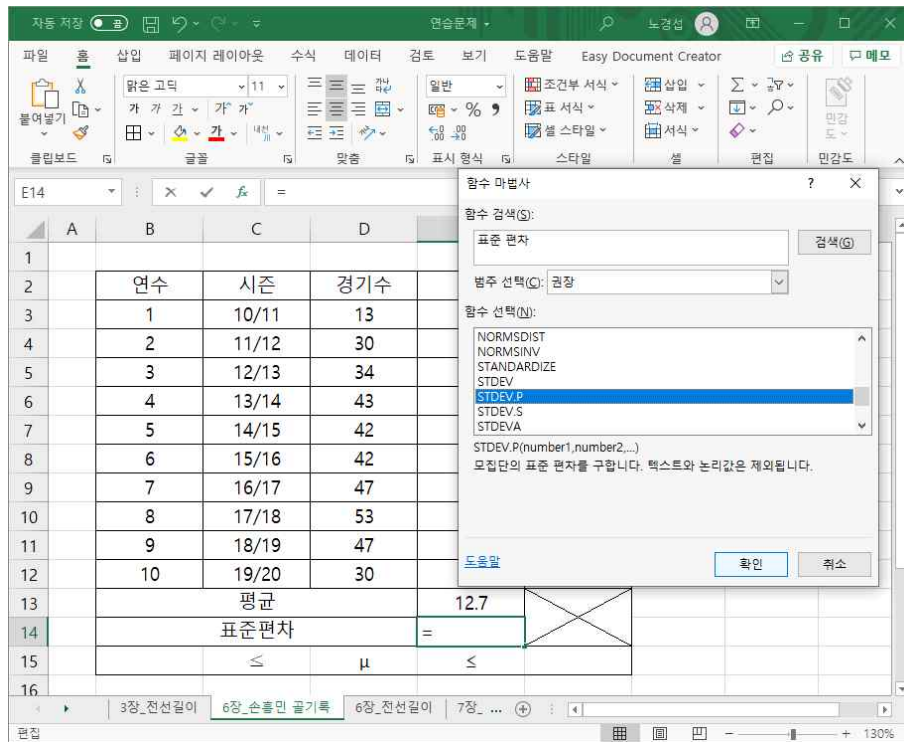 자동 저장 끔 연습문제 노경섭
파일 홈 삽입 페이지 레이아웃 수식 데이터 검토 보기 도움말 Easy Document Creator 공유 메모
붙여넣기 맑은 고딕 11 일반 조건부 서식 삽입 민감도
가 가 가 가 가 % 표 서식 삭제
가 내천 셀 스타일 서식
클립보드 글꼴 맞춤 표시 형식 스타일 셀 편집 민감도
E14 fx =
A B C D
1
2 연수 시즌 경기수
3 1 10/11 13
4 2 11/12 30
5 3 12/13 34
6 4 13/14 43
7 5 14/15 42
8 6 15/16 42
9 7 16/17 47
10 8 17/18 53
11 9 18/19 47
12 10 19/20 30
13 평균 12.7
14 표준편차 =
15 ≤ μ ≤
16
함수 마법사 ? ×
함수 검색(S):
표준 편차 검색(G)
범주 선택(C): 권장
함수 선택(N):
NORMSDIST
NORMSINV
STANDARDIZE
STDEV
STDEV.P
STDEV.S
STDEVA
STDEV.P(number1,number2,...)
모집단의 표준 편차를 구합니다. 텍스트와 논리값은 제외됩니다.
도움말 확인 취소
3장_전선길이 6장_손흥민 골기록 6장_전선길이 7장_ ...
편집 130%